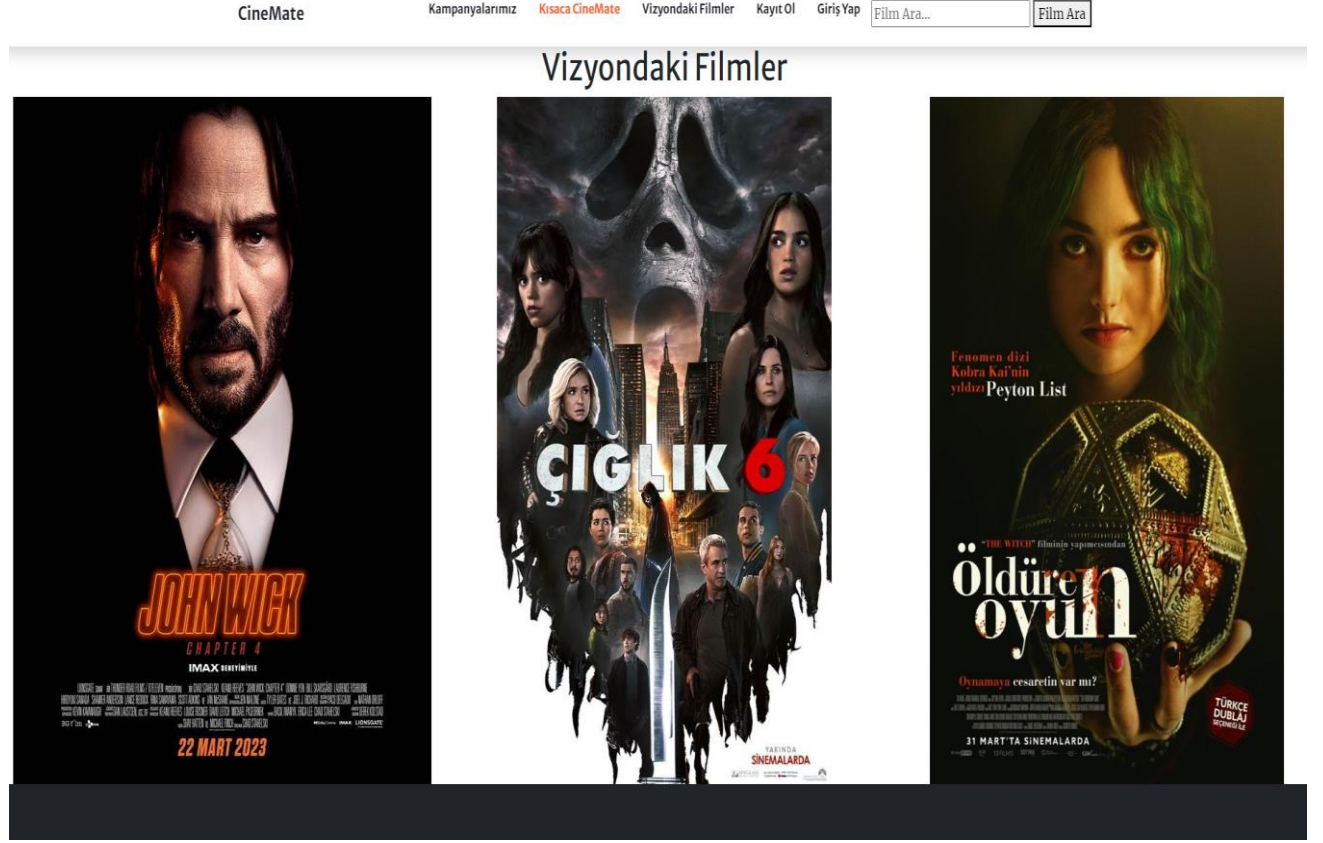 CineMate
Kampanyalarımız
Kısaca CineMate
Vizyondaki Filmler
Kayıt Ol
Giriş Yap
Film Ara...
Film Ara
Vizyondaki Filmler
JOHN WICK
CHAPTER 4
IMAX DENEYİMİYLE
22 MART 2023
ÇIĞLIK 6
YAKINDA
SİNEMALARDA
Fenomen dizi
Kobra Kai'nin
yıldızı Peyton List
"THE WITCH" filminin yapımcısından
Öldüren
oyun
Oynamaya cesaretin var mı?
TÜRKÇE
DUBLAJ
SEÇENEĞİ İLE
31 MART'TA SİNEMALARDA